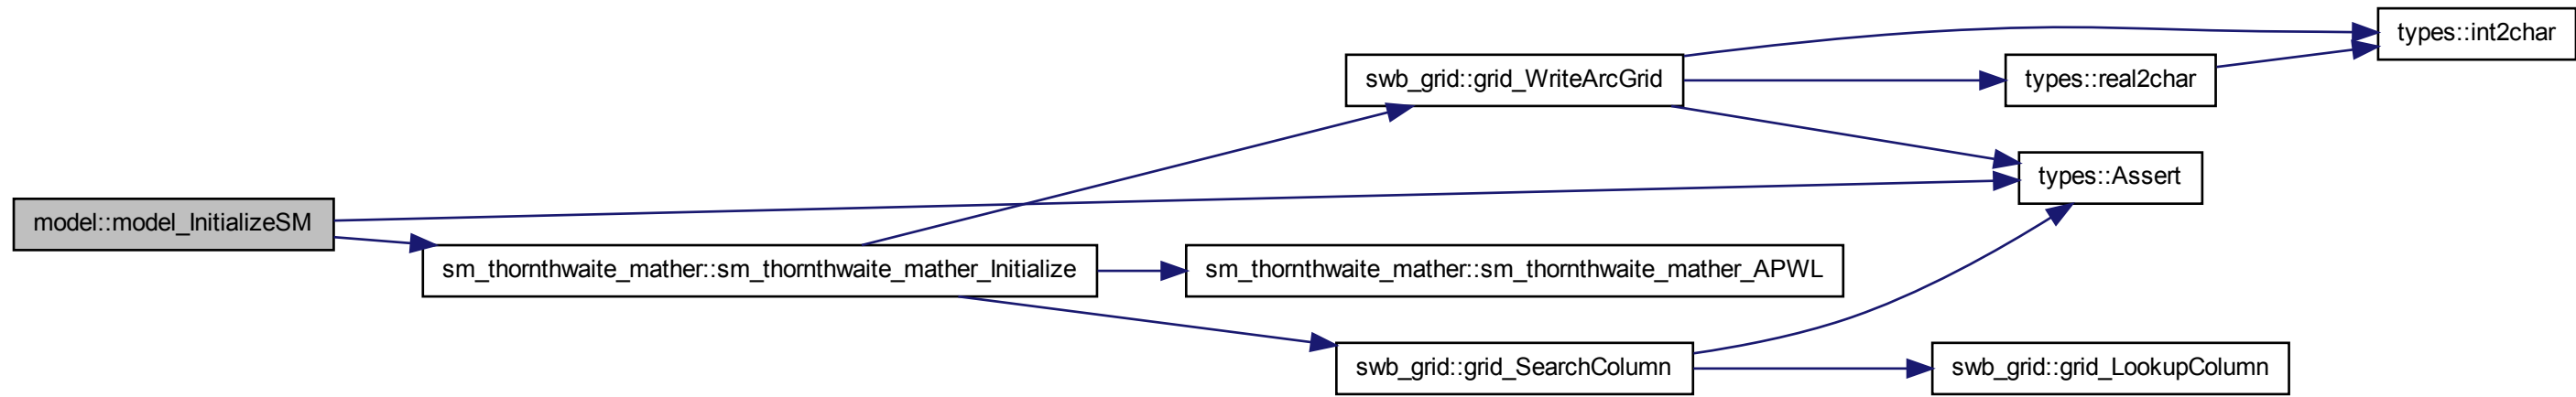 types::int2char
swb_grid::grid_WriteArcGrid
types::real2char
types::Assert
model::model_InitializeSM
sm_thornthwaite_mather::sm_thornthwaite_mather_Initialize
sm_thornthwaite_mather::sm_thornthwaite_mather_APWL
swb_grid::grid_SearchColumn
swb_grid::grid_LookupColumn